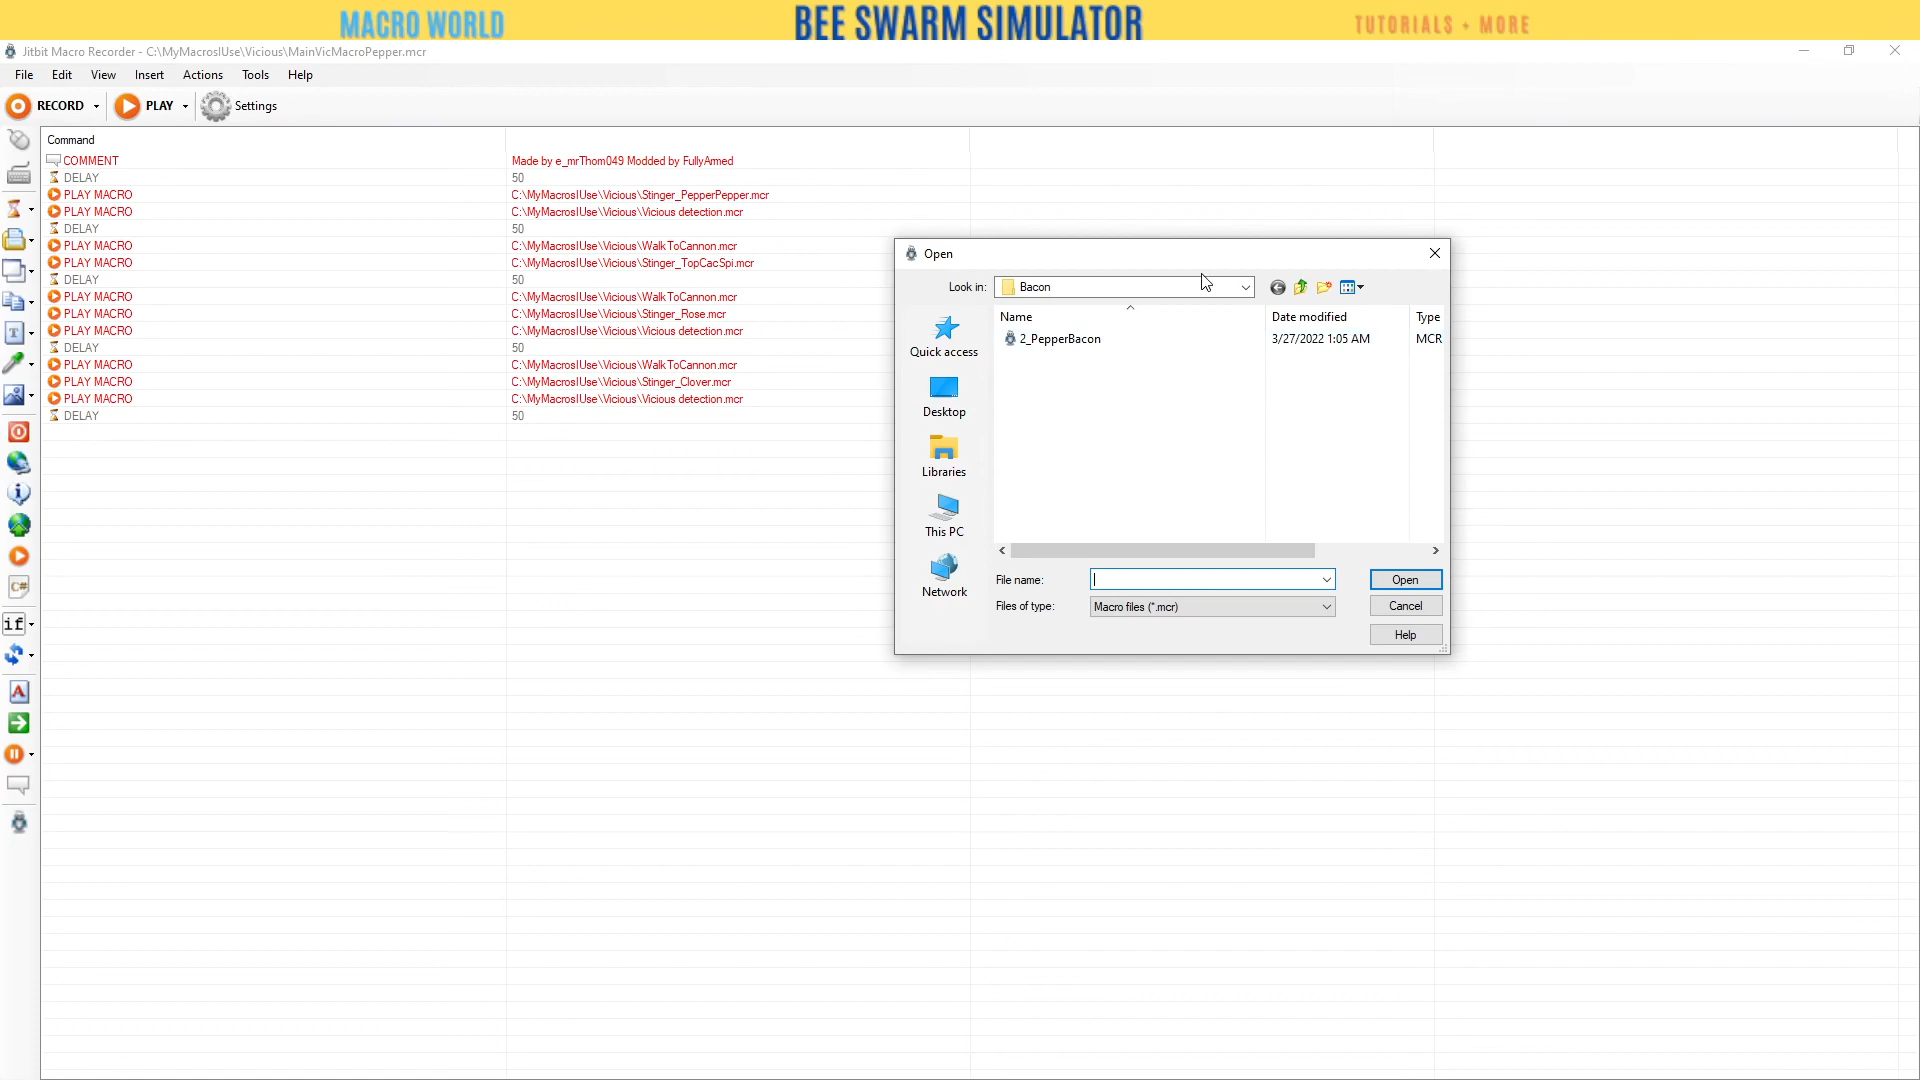 MACRO WORLD BEE SWARM SIMULATOR TUTORIALS + MORE
Jitbit Macro Recorder - C:\MyMacrosIUse\Vicious\MainVicMacroPepper.mcr
File Edit View Insert Actions Tools Help
RECORD PLAY Settings
Command
COMMENT Made by e_mrThom049 Modded by FullyArmed
DELAY 50
PLAY MACRO C:\MyMacrosIUse\Vicious\Stinger_PepperPepper.mcr
PLAY MACRO C:\MyMacrosIUse\Vicious\Vicious detection.mcr
DELAY 50
PLAY MACRO C:\MyMacrosIUse\Vicious\WalkToCannon.mcr
PLAY MACRO C:\MyMacrosIUse\Vicious\Stinger_TopCacSpi.mcr
DELAY 50
PLAY MACRO C:\MyMacrosIUse\Vicious\WalkToCannon.mcr
PLAY MACRO C:\MyMacrosIUse\Vicious\Stinger_Rose.mcr
PLAY MACRO C:\MyMacrosIUse\Vicious\Vicious detection.mcr
DELAY 50
PLAY MACRO C:\MyMacrosIUse\Vicious\WalkToCannon.mcr
PLAY MACRO C:\MyMacrosIUse\Vicious\Stinger_Clover.mcr
PLAY MACRO C:\MyMacrosIUse\Vicious\Vicious detection.mcr
DELAY 50
T
C#
if
A
Open
Look in: Bacon
Name Date modified Type
2_PepperBacon 3/27/2022 1:05 AM MCR
Quick access
Desktop
Libraries
This PC
Network
File name: Open
Files of type: Macro files (*.mcr) Cancel
Help